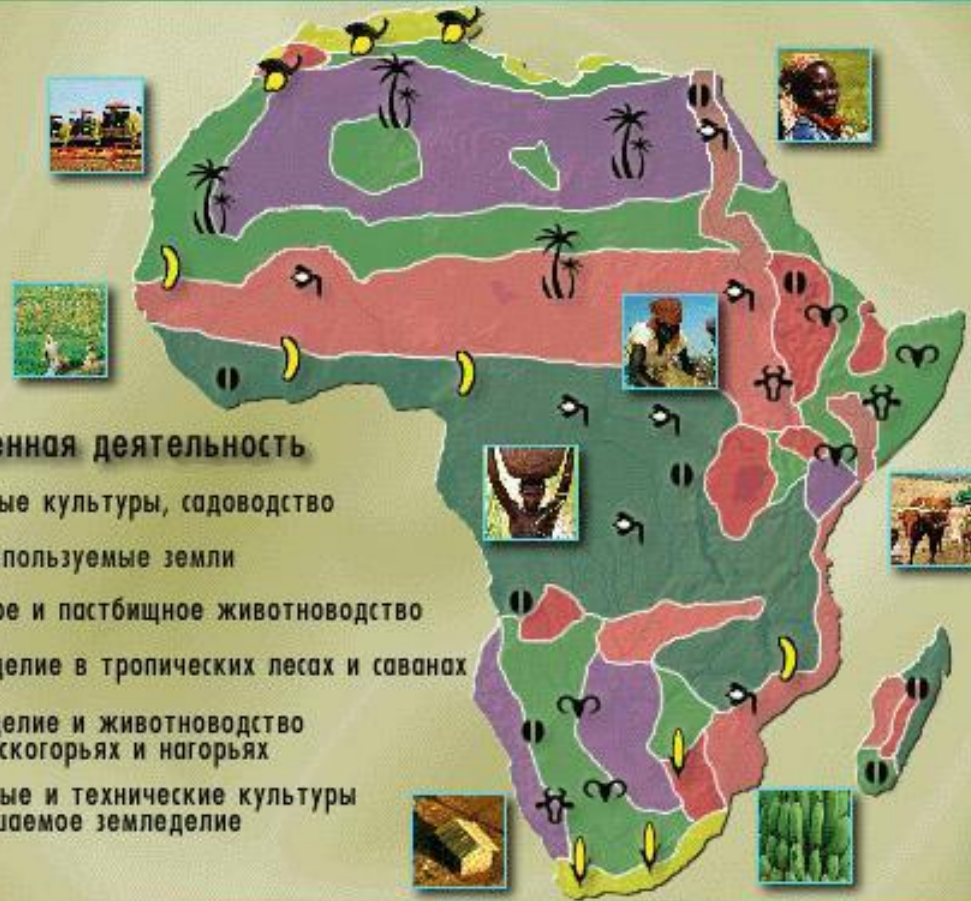 енная деятельность
ые культуры, садоводство
пользуемые земли
ое и пастбищное животноводство
делие в тропических лесах и саванах
делие и животноводство
скогорьях и нагорьях
ые и технические культуры
шаемое земледелие